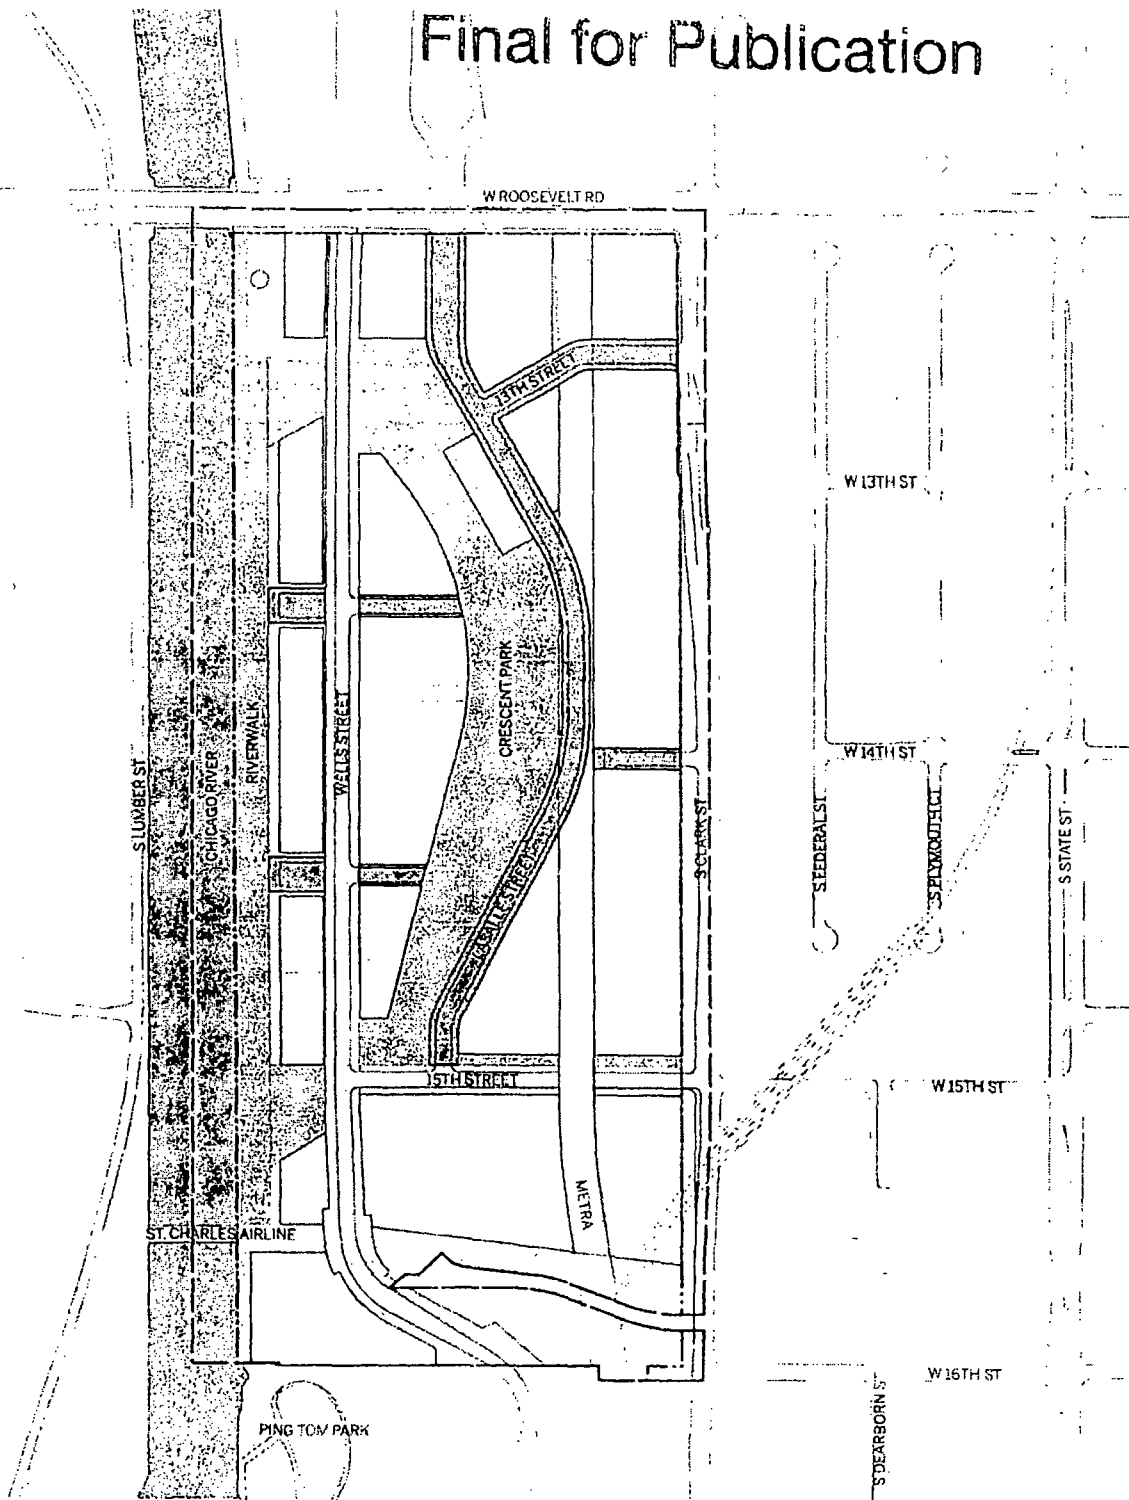 Final for Publication
W ROOSEVELT RD
13TH STREET
W 13TH ST
CRESCENT PARK
WELLS STREET
RIVERWALK
CHICAGO RIVER
S LUMBER ST
W 14TH ST
S CLARK ST
S FEDERAL ST
S PLYMOUTH CT
S STATE ST
LASALLE STREET
15TH STREET
W 15TH ST
METRA
ST. CHARLES AIRLINE
W 16TH ST
S DEARBORN S
PING TOM PARK